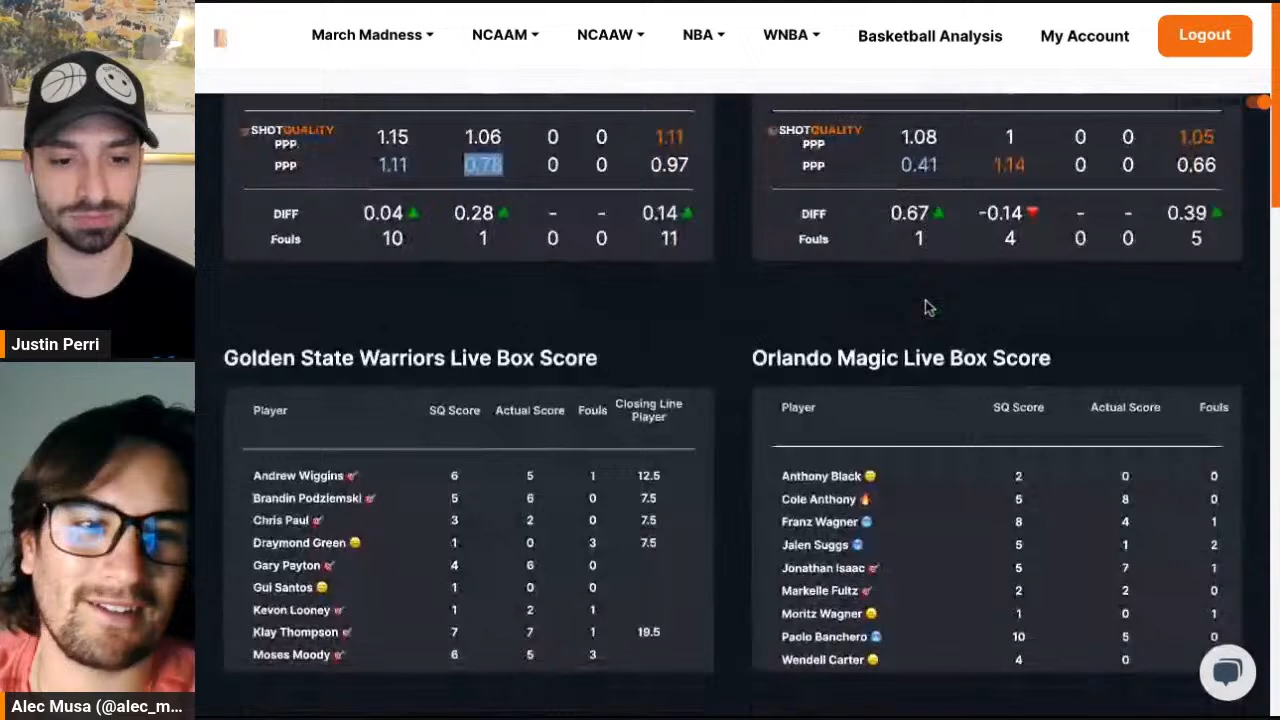 March Madness NCAAM NCAAW NBA WNBA Basketball Analysis My Account Logout
SHOTQUALITY PPP 1.15 1.06 0 0 1.11
PPP 1.11 0.78 0 0 0.97
DIFF 0.04 0.28 - - 0.14
Fouls 10 1 0 0 11
SHOTQUALITY PPP 1.08 1 0 0 1.05
PPP 0.41 1.14 0 0 0.66
DIFF 0.67 -0.14 - - 0.39
Fouls 1 4 0 0 5
Golden State Warriors Live Box Score
Player SQ Score Actual Score Fouls Closing Line Player
Andrew Wiggins 6 5 1 12.5
Brandin Podziemski 5 6 0 7.5
Chris Paul 3 2 0 7.5
Draymond Green 1 0 3 7.5
Gary Payton 4 6 0
Gui Santos 1 0 0
Kevon Looney 1 2 1
Klay Thompson 7 7 1 19.5
Moses Moody 6 5 3
Orlando Magic Live Box Score
Player SQ Score Actual Score Fouls
Anthony Black 2 0 0
Cole Anthony 5 8 0
Franz Wagner 8 4 1
Jalen Suggs 5 1 2
Jonathan Isaac 5 7 1
Markelle Fultz 2 2 0
Moritz Wagner 1 0 1
Paolo Banchero 10 5 0
Wendell Carter 4 0
Justin Perri
Alec Musa (@alec_m...